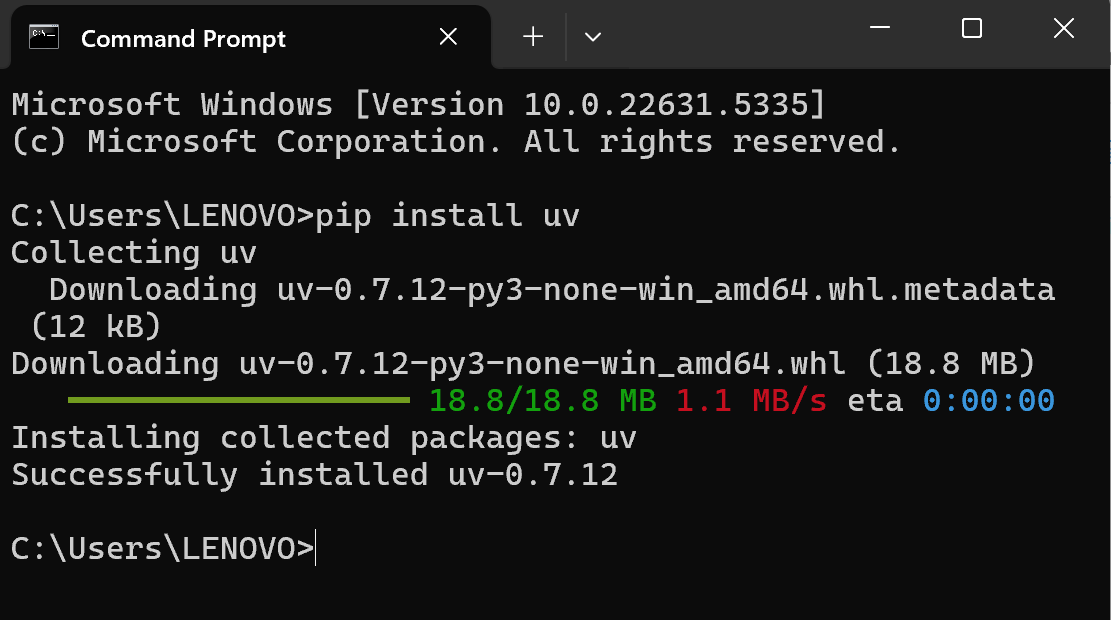 Command Prompt
Microsoft Windows [Version 10.0.22631.5335]
(c) Microsoft Corporation. All rights reserved.
C:\Users\LENOVO>pip install uv
Collecting uv
  Downloading uv-0.7.12-py3-none-win_amd64.whl.metadata
 (12 kB)
Downloading uv-0.7.12-py3-none-win_amd64.whl (18.8 MB)
18.8/18.8 MB 1.1 MB/s eta 0:00:00
Installing collected packages: uv
Successfully installed uv-0.7.12
C:\Users\LENOVO>